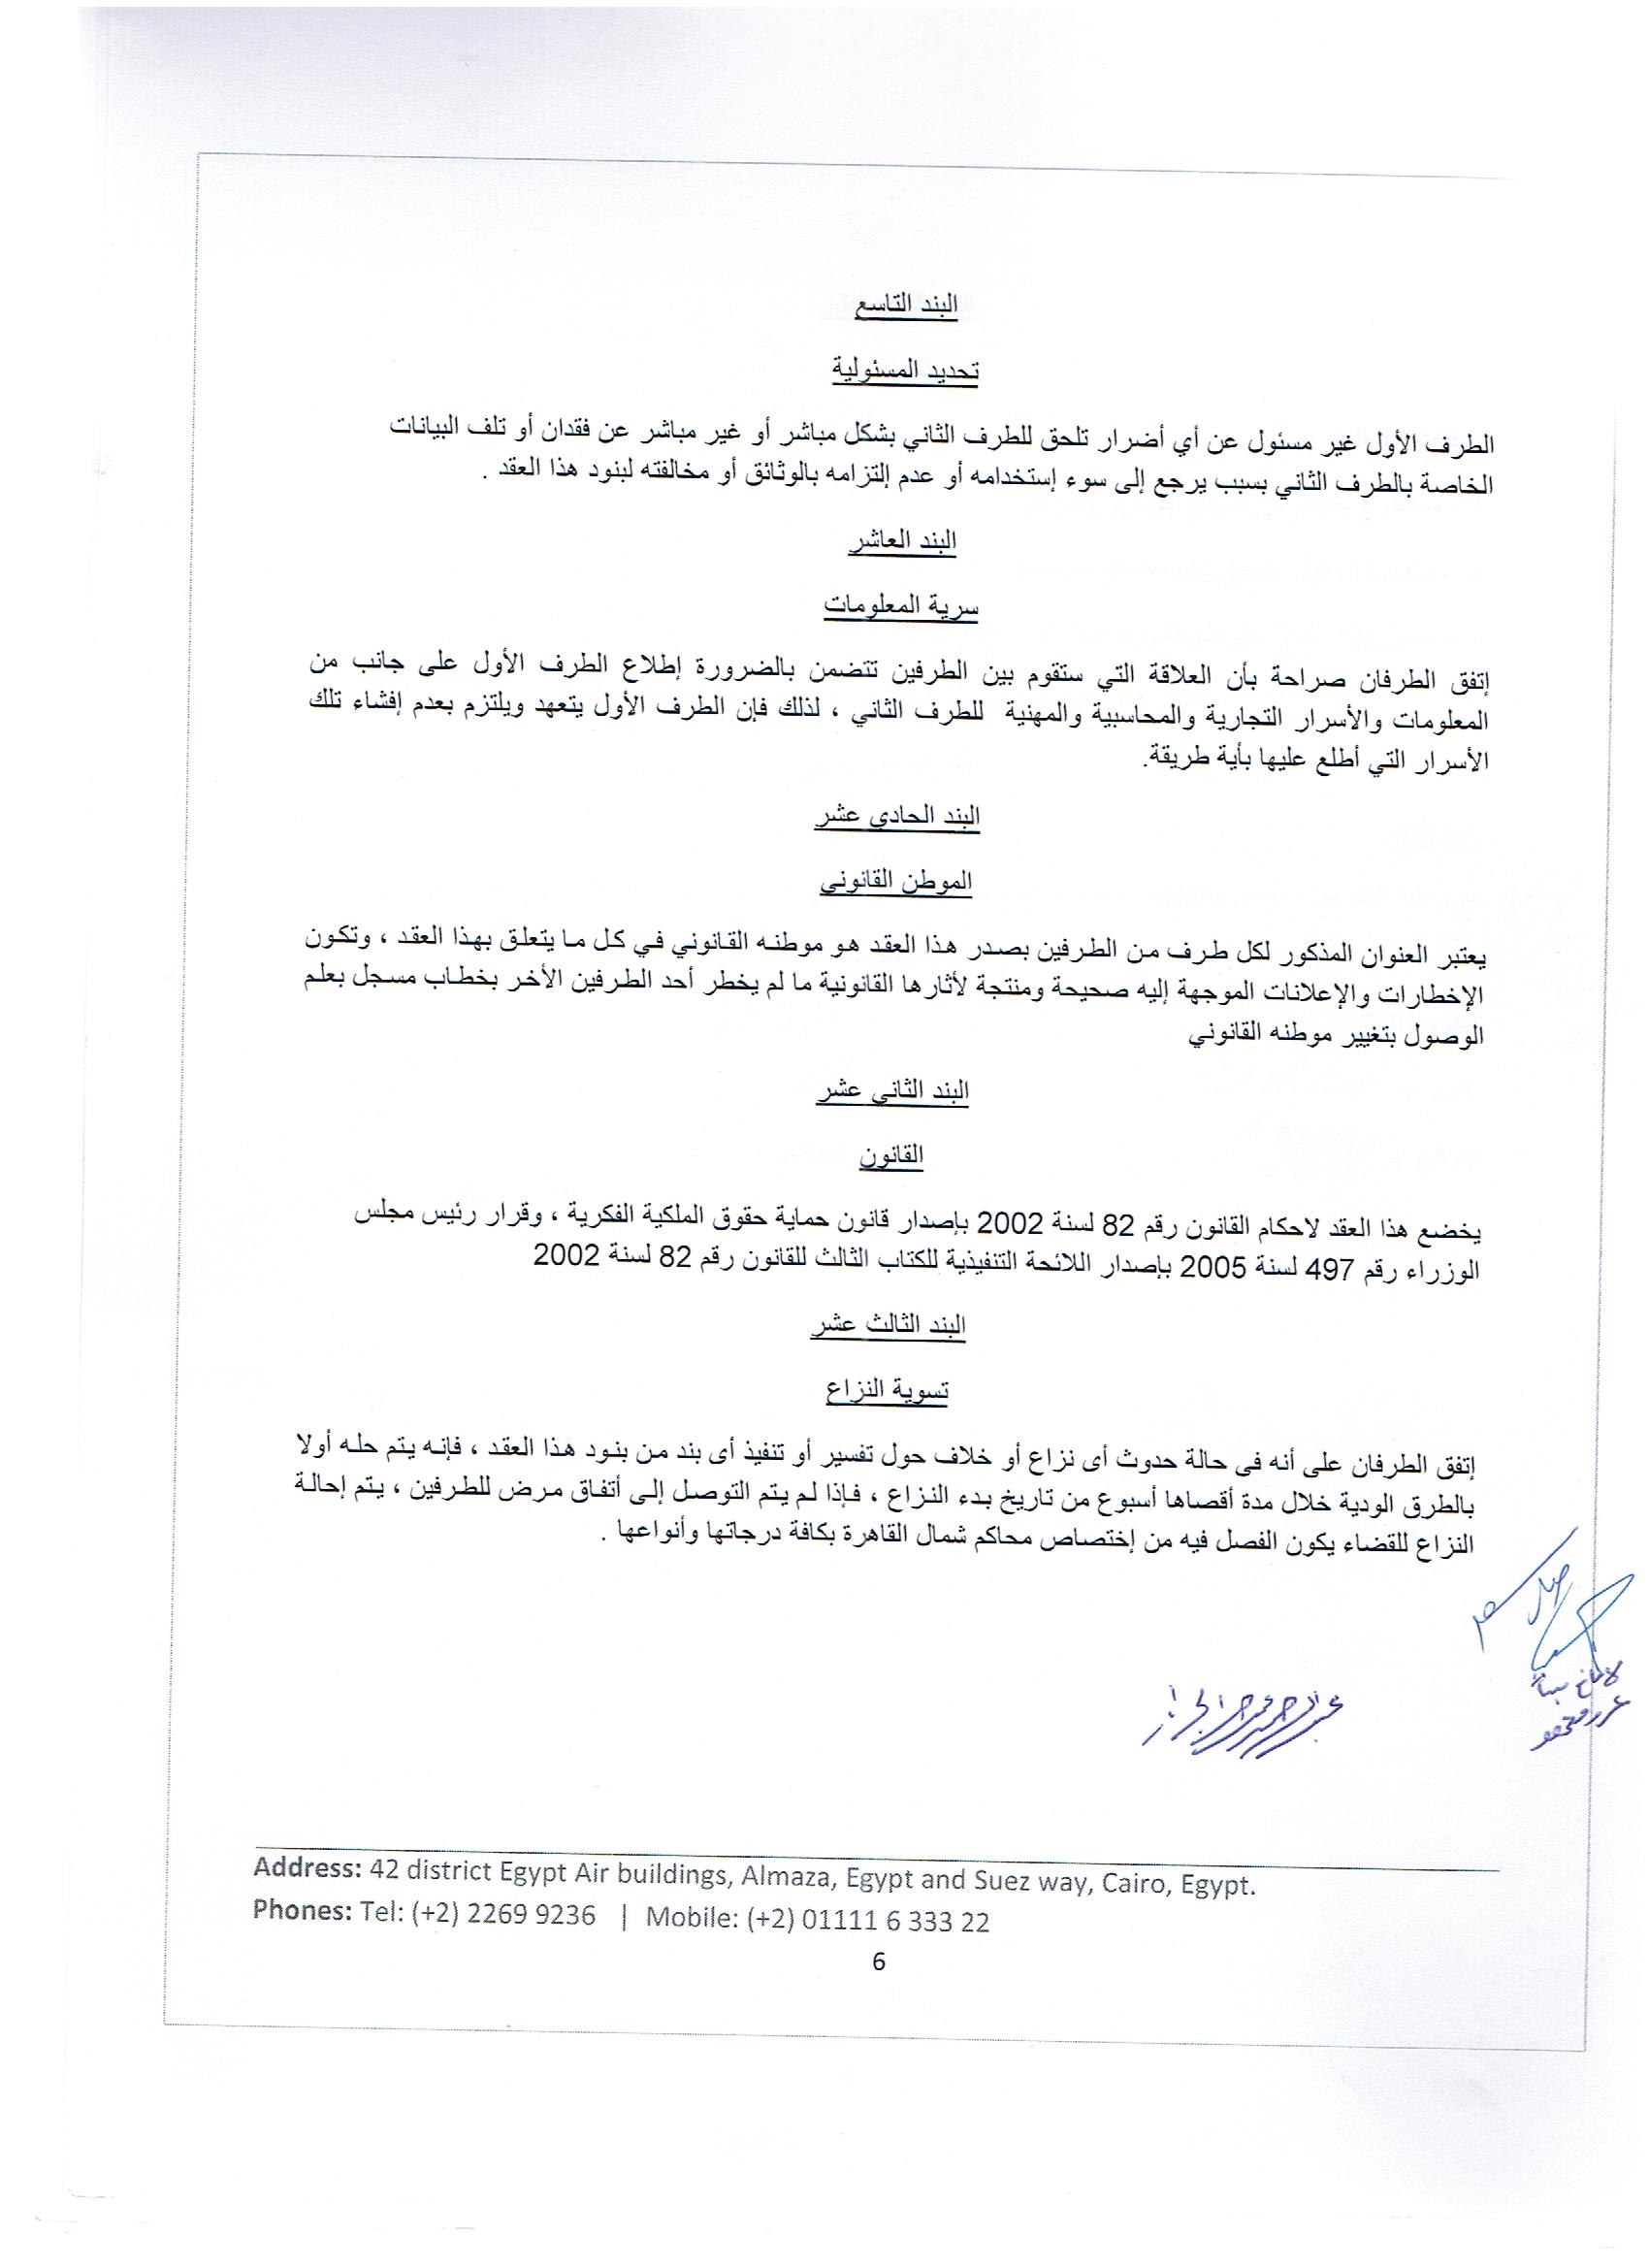 البند التاسع
تحديد المسئولية
الطرف الأول غير مسئول عن أي أضرار تلحق للطرف الثاني بشكل مباشر أو غير مباشر عن فقدان أو تلف البيانات
الخاصة بالطرف الثاني بسبب يرجع إلى سوء إستخدامه أو عدم إلتزامه بالوثائق أو مخالفته لبنود هذا العقد .
البند العاشر
سرية المعلومات
إتفق الطرفان صراحة بأن العلاقة التي ستقوم بين الطرفين تتضمن بالضرورة إطلاع الطرف الأول على جانب من
المعلومات والأسرار التجارية والمحاسبية والمهنية للطرف الثاني ، لذلك فإن الطرف الأول يتعهد ويلتزم بعدم إفشاء تلك
الأسرار التي أطلع عليها بأية طريقة.
البند الحادي عشر
الموطن القانوني
يعتبر العنوان المذكور لكل طرف من الطرفين بصدر هذا العقد هو موطنه القانوني في كل ما يتعلق بهذا العقد ، وتكون
الإخطارات والإعلانات الموجهة إليه صحيحة ومنتجة لأثارها القانونية ما لم يخطر أحد الطرفين الأخر بخطاب مسجل بعلم
الوصول بتغيير موطنه القانوني
البند الثاني عشر
القانون
يخضع هذا العقد لاحكام القانون رقم 82 لسنة 2002 بإصدار قانون حماية حقوق الملكية الفكرية ، وقرار رئيس مجلس
الوزراء رقم 497 لسنة 2005 بإصدار اللائحة التنفيذية للكتاب الثالث للقانون رقم 82 لسنة 2002
البند الثالث عشر
تسوية النزاع
إتفق الطرفان على أنه فى حالة حدوث أى نزاع أو خلاف حول تفسير أو تنفيذ أى بند من بنود هذا العقد ، فإنه يتم حله أولا
بالطرق الودية خلال مدة أقصاها أسبوع من تاريخ بدء النزاع ، فإذا لم يتم التوصل إلى أتفاق مرض للطرفين ، يتم إحالة
النزاع للقضاء يكون الفصل فيه من إختصاص محاكم شمال القاهرة بكافة درجاتها وأنواعها .
Address: 42 district Egypt Air buildings, Almaza, Egypt and Suez way, Cairo, Egypt.
Phones: Tel: (+2) 2269 9236 | Mobile: (+2) 01111 6 333 22
6